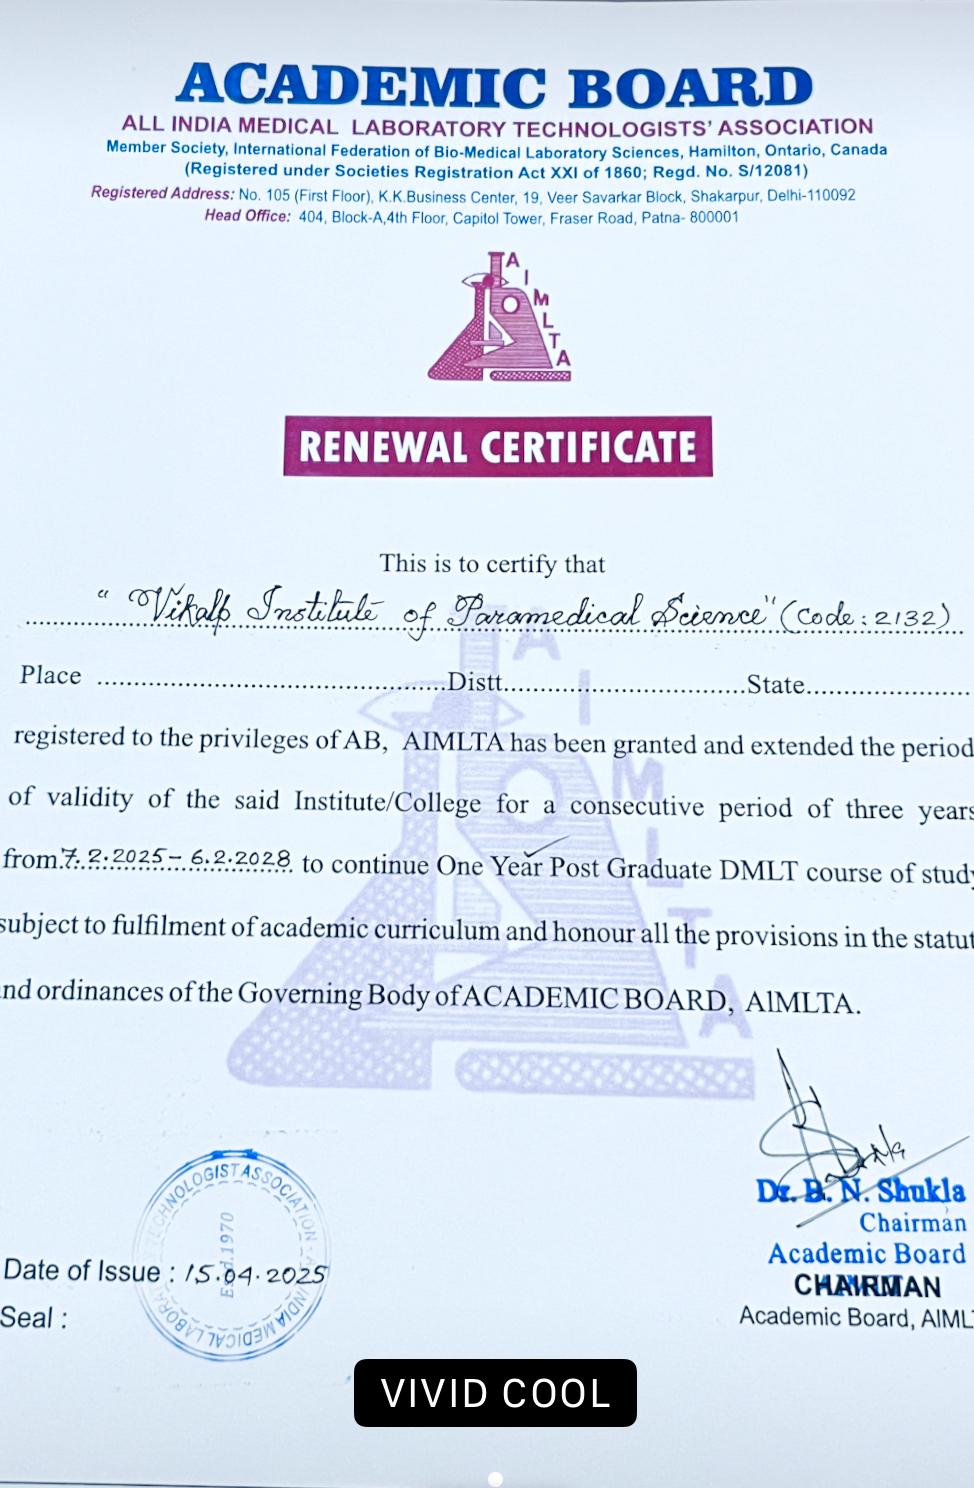 ACADEMIC BOARD
ALL INDIA MEDICAL LABORATORY TECHNOLOGISTS' ASSOCIATION
Member Society, International Federation of Bio-Medical Laboratory Sciences, Hamilton, Ontario, Canada
(Registered under Societies Registration Act XXI of 1860; Regd. No. S/12081)
Registered Address: No. 105 (First Floor), K.K.Business Center, 19, Veer Savarkar Block, Shakarpur, Delhi-110092
Head Office: 404, Block-A,4th Floor, Capitol Tower, Fraser Road, Patna- 800001
AIMLTA
RENEWAL CERTIFICATE
This is to certify that
"Vikalp Institute of Paramedical Science" (Code:2132)
Place ..........Distt..........State..........
registered to the privileges of AB, AIMLTA has been granted and extended the period
of validity of the said Institute/College for a consecutive period of three years
from 7.2.2025 - 6.2.2028 to continue One Year Post Graduate DMLT course of study
subject to fulfilment of academic curriculum and honour all the provisions in the statut
nd ordinances of the Governing Body of ACADEMIC BOARD, AlMLTA.
AIMLTA
TECHNOLOGIST ASSOCIATION INDIA MEDICAL LABORA
Estd.1970
Dr. B. N. Shukla
Chairman
Academic Board
CHAIRMAN
Academic Board, AIML
Date of Issue : 15.04.2025
Seal :
VIVID COOL